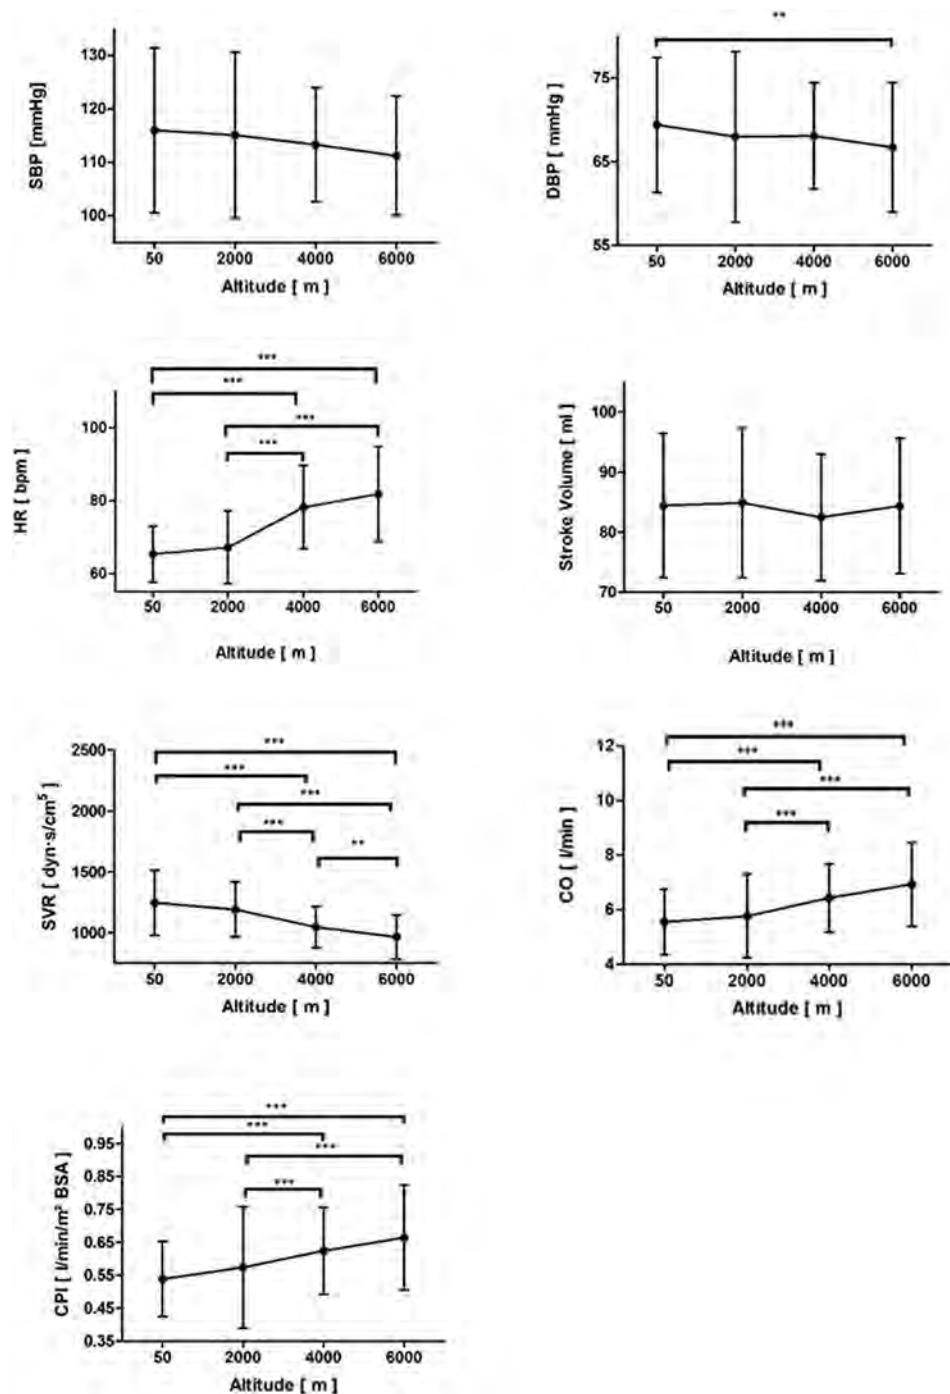 SBP [mmHg]
130
120
110
100
50 2000 4000 6000
Altitude [ m ]
**
DBP [ mmHg]
75
65
55
50 2000 4000 6000
Altitude [ m ]
***
***
***
***
HR [ bpm]
100
80
60
50 2000 4000 6000
Altitude [ m ]
Stroke Volume [ ml ]
100
90
80
70
50 2000 4000 6000
Altitude [ m ]
***
***
***
***
**
SVR [ dyn·s/cm⁵ ]
2500
2000
1500
1000
50 2000 4000 6000
Altitude [ m ]
***
***
***
***
CO [ l/min]
12
10
8
6
4
50 2000 4000 6000
Altitude [ m ]
***
***
***
***
CPI [ l/min/m² BSA ]
0.95
0.85
0.75
0.65
0.55
0.45
0.35
50 2000 4000 6000
Altitude [ m ]